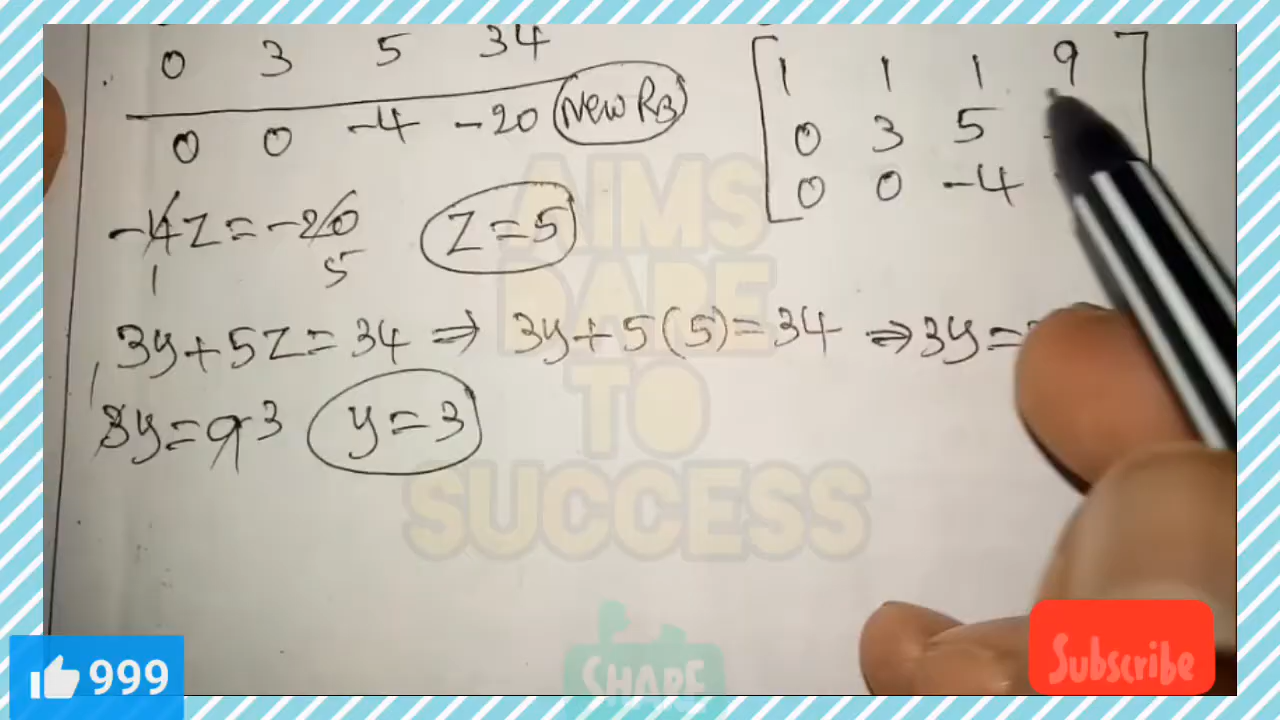 0 3 5 34
0 0 -4 -20 New R3
-4Z = -20 Z = 5
1 5
3y + 5Z = 34 ⇒ 3y + 5(5) = 34 ⇒ 3y =
3y = 9 3 y = 3
1 1 1 9
0 3 5
0 0 -4
AIMS
DARE
TO
SUCCESS
SHARE
999
Subscribe